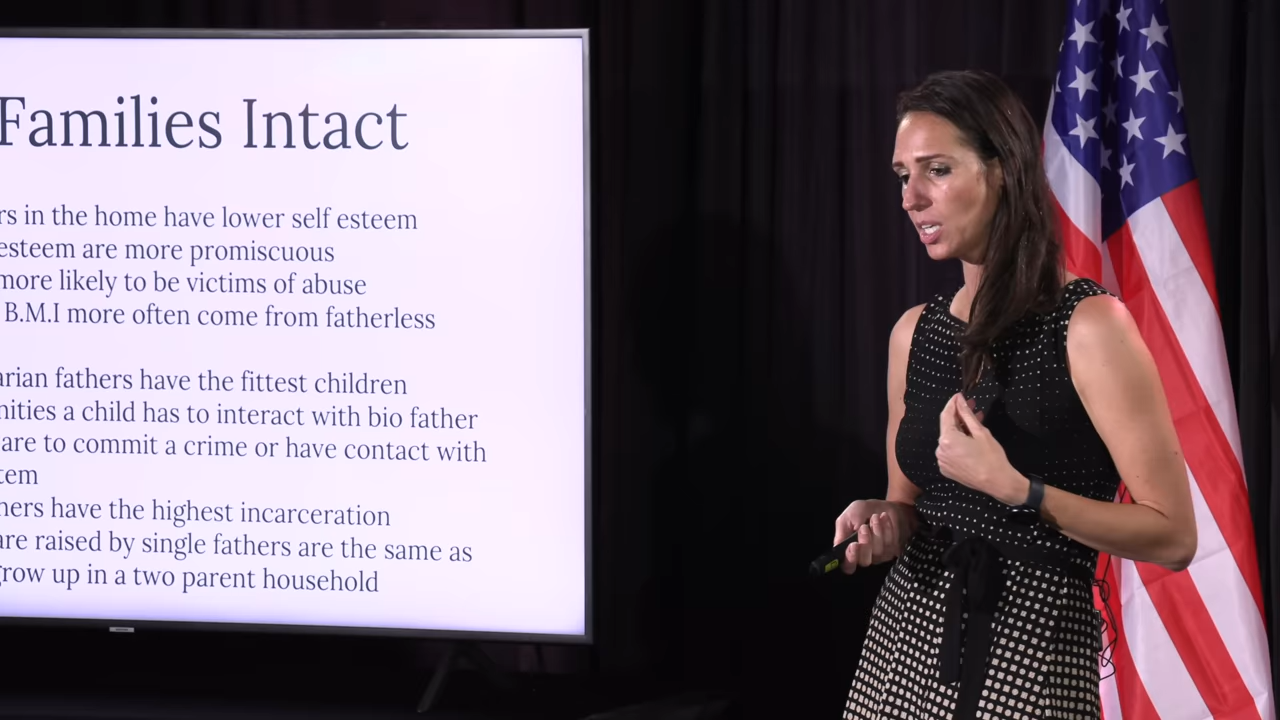 Families Intact
rs in the home have lower self esteem
esteem are more promiscuous
more likely to be victims of abuse
B.M.I more often come from fatherless
arian fathers have the fittest children
nities a child has to interact with bio father
are to commit a crime or have contact with
tem
hers have the highest incarceration
are raised by single fathers are the same as
grow up in a two parent household